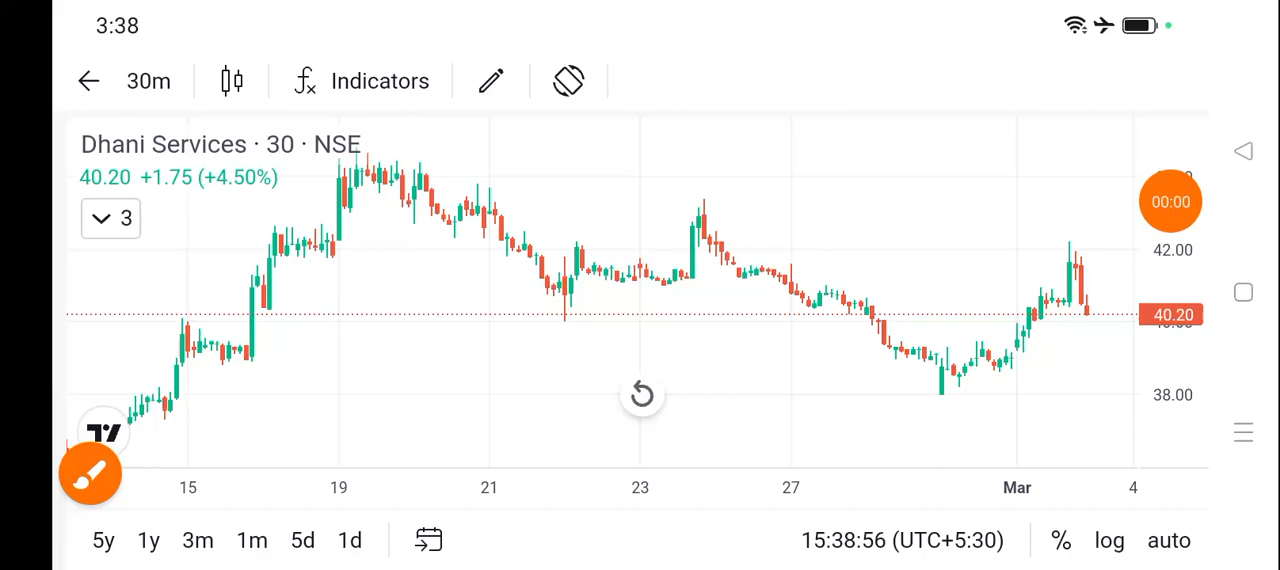 3:38
30m
Indicators
Dhani Services · 30 · NSE
40.20 +1.75 (+4.50%)
3
00:00
42.00
40.20
38.00
15 19 21 23 27 Mar 4
5y 1y 3m 1m 5d 1d 15:38:56 (UTC+5:30) % log auto